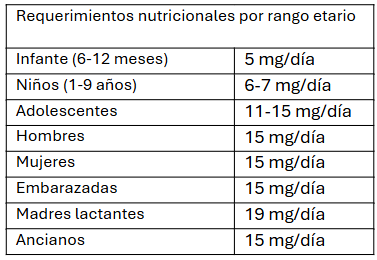 Requerimientos nutricionales por rango etario
Infante (6-12 meses) 5 mg/día
Niños (1-9 años) 6-7 mg/día
Adolescentes 11-15 mg/día
Hombres 15 mg/día
Mujeres 15 mg/día
Embarazadas 15 mg/día
Madres lactantes 19 mg/día
Ancianos 15 mg/día